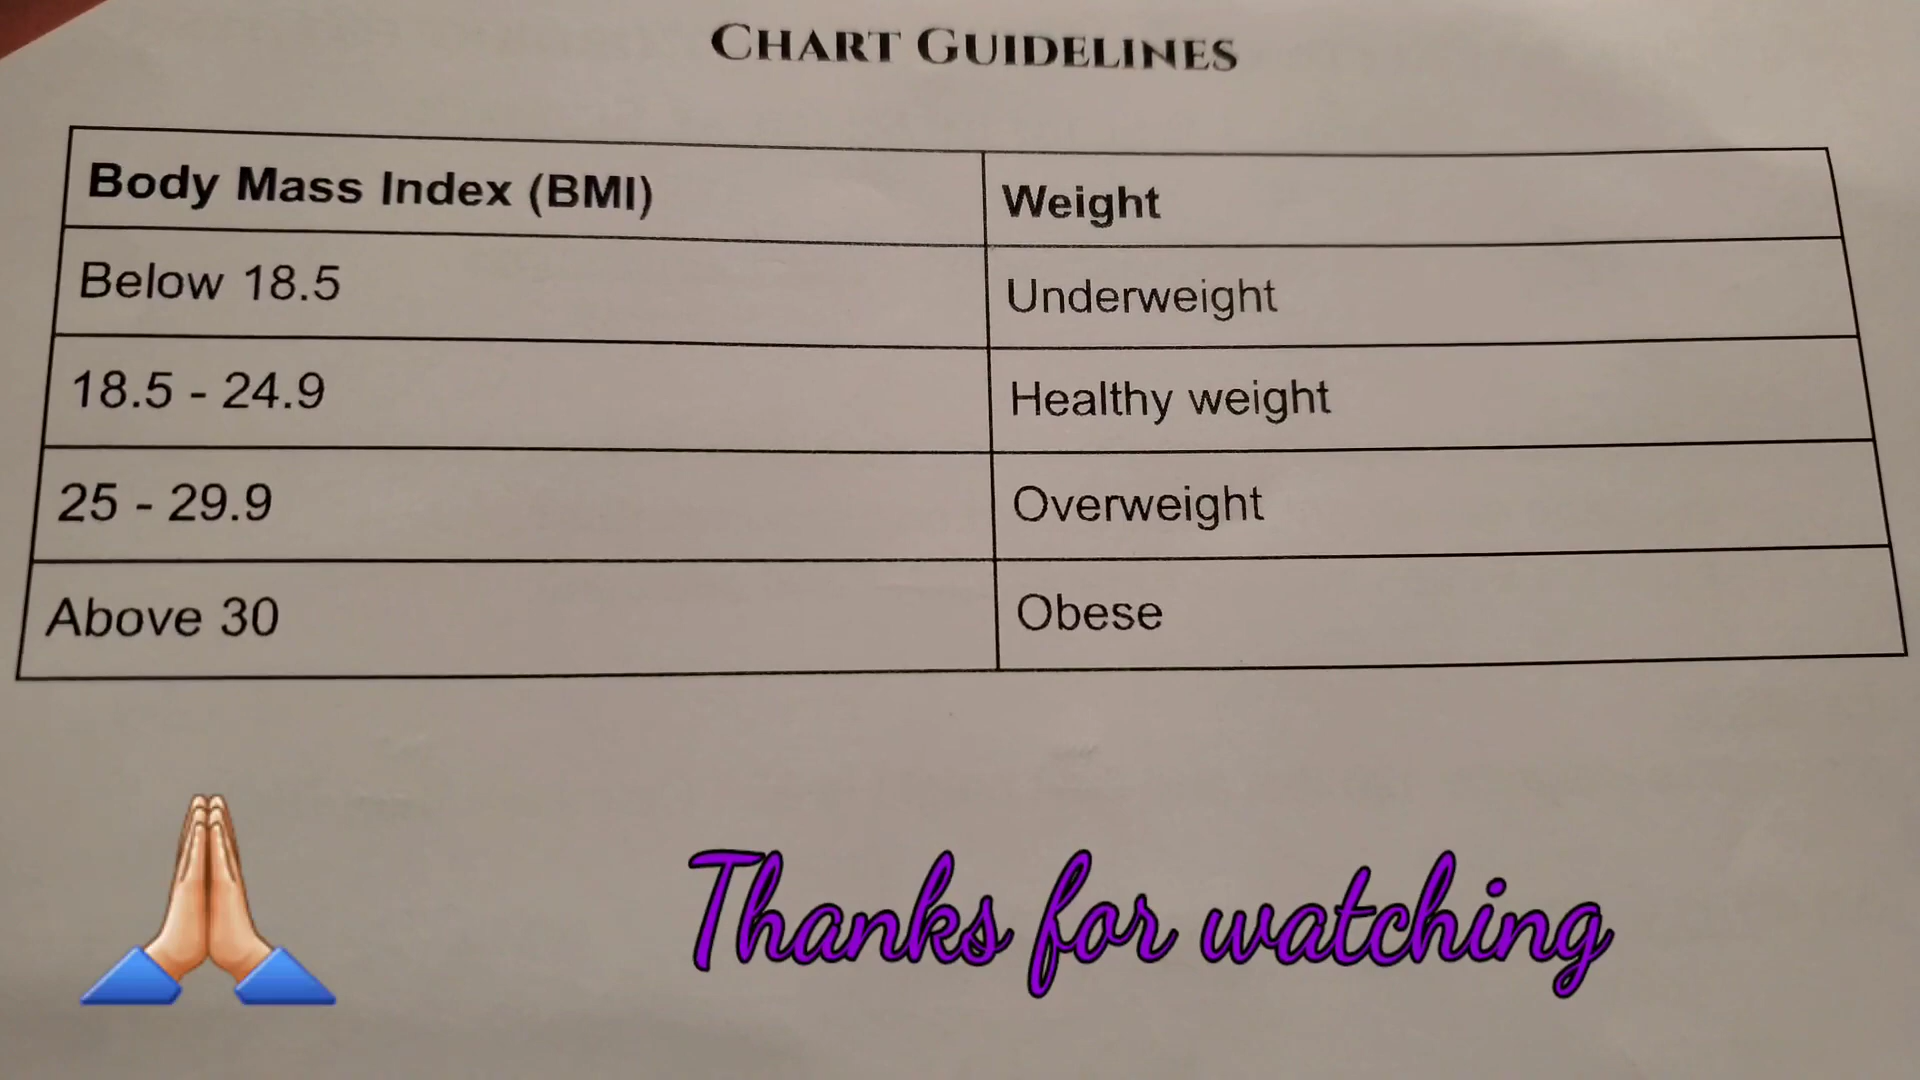 CHART GUIDELINES
Body Mass Index (BMI) Weight
Below 18.5 Underweight
18.5 - 24.9 Healthy weight
25 - 29.9 Overweight
Above 30 Obese
Thanks for watching